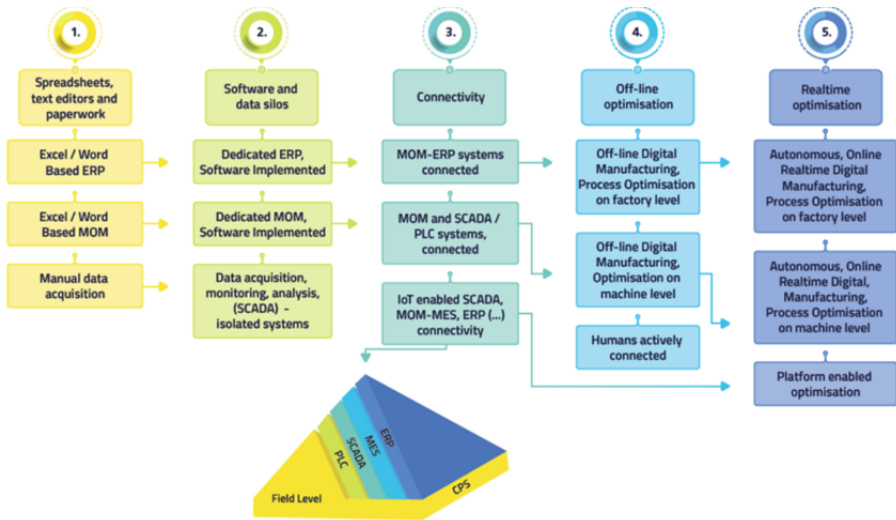 1.
Spreadsheets,
text editors and
paperwork
Excel / Word
Based ERP
Excel / Word
Based MOM
Manual data
acquisition
2.
Software and
data silos
Dedicated ERP,
Software Implemented
Dedicated MOM,
Software Implemented
Data acquisition,
monitoring, analysis,
(SCADA) -
isolated systems
3.
Connectivity
MOM-ERP systems
connected
MOM and SCADA /
PLC systems,
connected
IoT enabled SCADA,
MOM-MES, ERP (...)
connectivity
4.
Off-line
optimisation
Off-line Digital
Manufacturing,
Process Optimisation
on factory level
Off-line Digital
Manufacturing,
Optimisation on
machine level
Humans actively
connected
5.
Realtime
optimisation
Autonomous, Online
Realtime Digital
Manufacturing,
Process Optimisation
on factory level
Autonomous, Online
Realtime Digital,
Manufacturing,
Process Optimisation
on machine level
Platform enabled
optimisation
Field Level
PLC
SCADA
MES
ERP
CPS